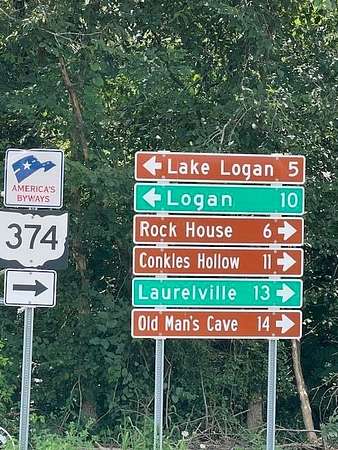 AMERICA'S
BYWAYS
374
Lake Logan 5
Logan 10
Rock House 6
Conkles Hollow 11
Laurelville 13
Old Man's Cave 14